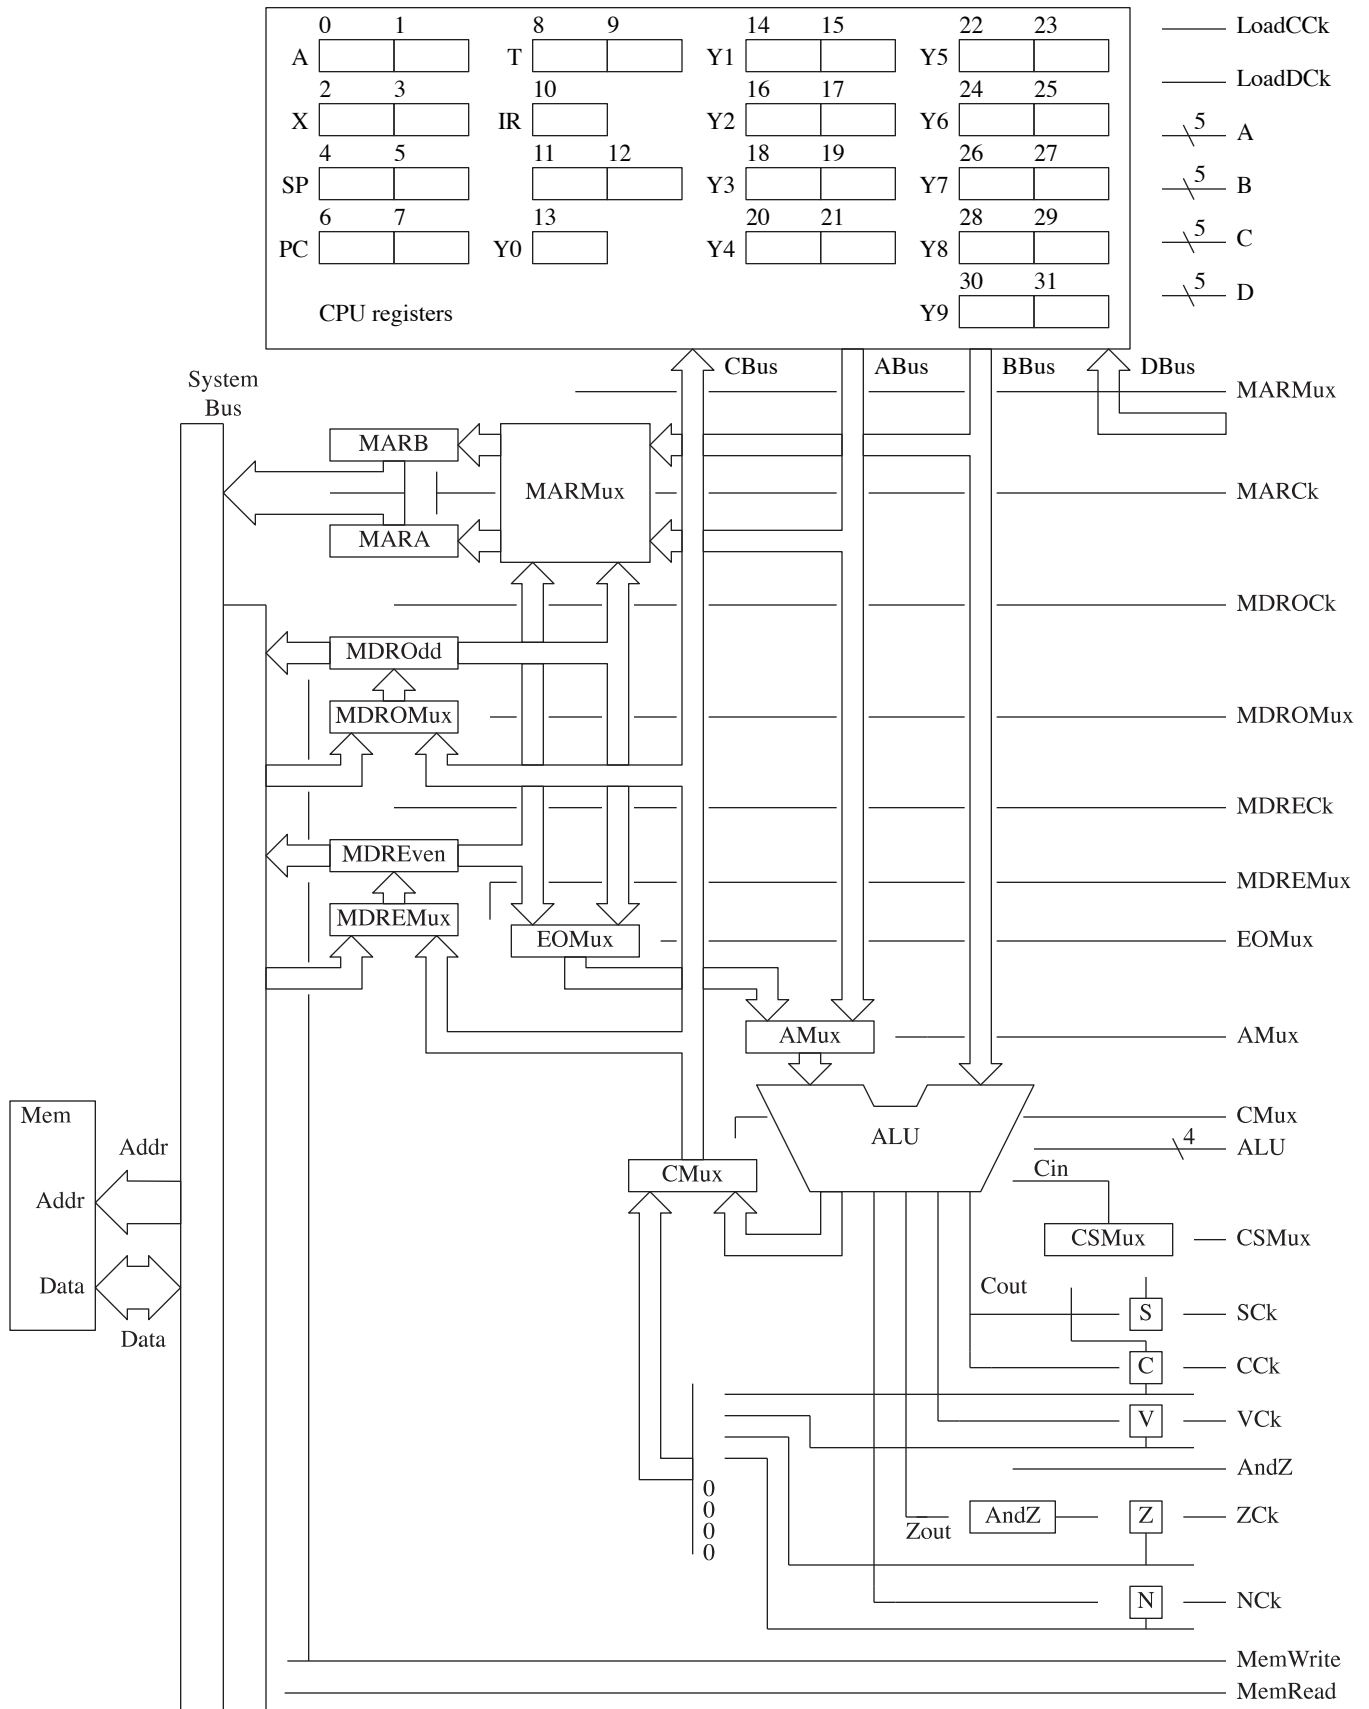 0 1 8 9 14 15 22 23 LoadCCk
A T Y1 Y5
2 3 10 16 17 24 25 LoadDCk
X IR Y2 Y6
5 A
4 5 11 12 18 19 26 27
SP Y3 Y7 5 B
6 7 13 20 21 28 29
PC Y0 Y4 Y8 5 C
30 31 5 D
CPU registers Y9
CBus ABus BBus DBus
System
Bus
MARMux
MARB
MARMux MARCk
MARA
MDROCk
MDROdd
MDROMux MDROMux
MDRECk
MDREven
MDREMux
MDREMux
EOMux EOMux
AMux AMux
Mem CMux
ALU 4 ALU
Addr
Cin
CMux
Addr
CSMux CSMux
Data Cout
S SCk
Data
C CCk
V VCk
AndZ
0
0
0
0
Zout AndZ Z ZCk
N NCk
MemWrite
MemRead